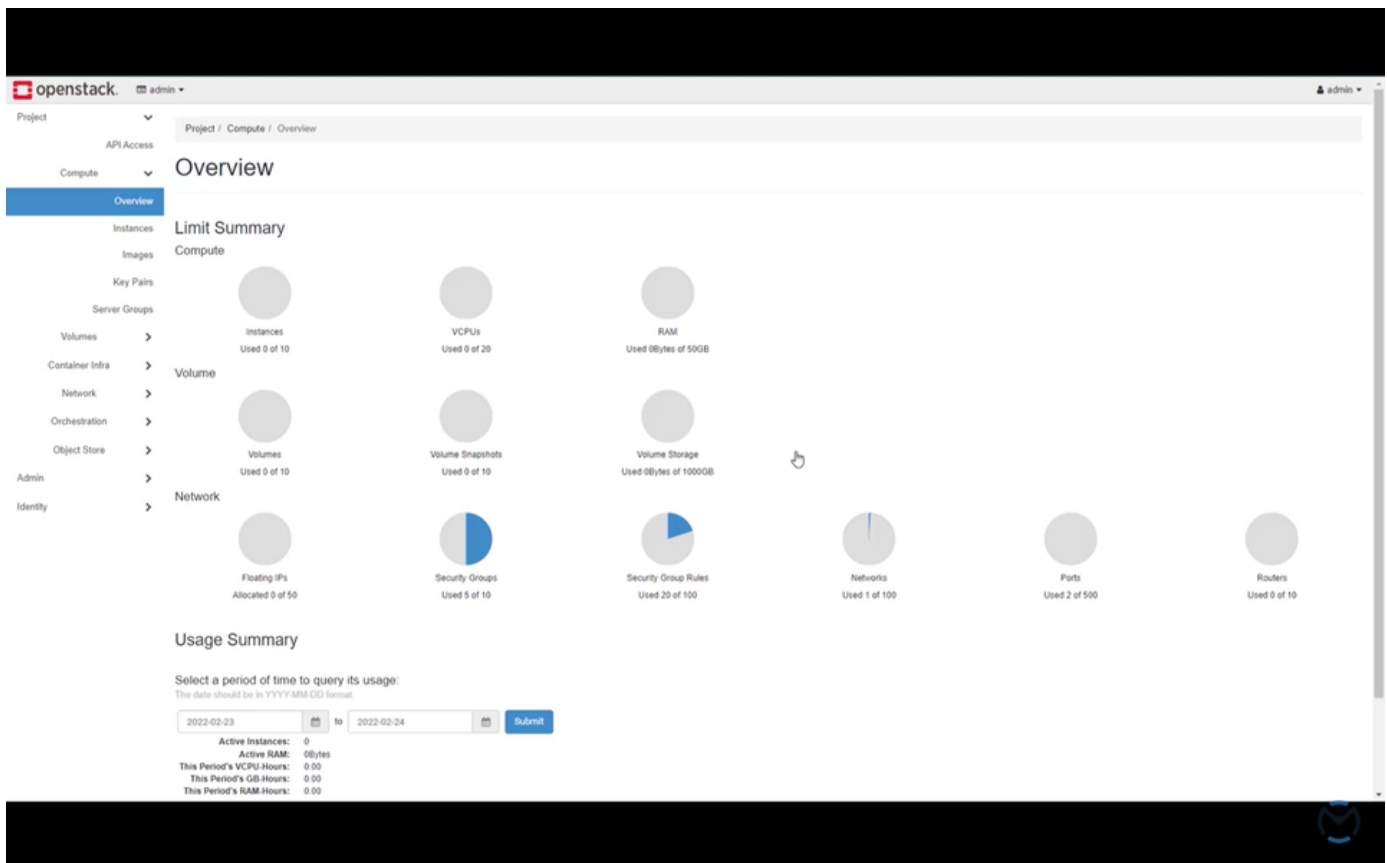 openstack. admin
admin
Project
API Access
Compute
Overview
Instances
Images
Key Pairs
Server Groups
Volumes
Container Infra
Network
Orchestration
Object Store
Admin
Identity
Project / Compute / Overview
Overview
Limit Summary
Compute
Instances
Used 0 of 10
VCPUs
Used 0 of 20
RAM
Used 0Bytes of 50GB
Volume
Volumes
Used 0 of 10
Volume Snapshots
Used 0 of 10
Volume Storage
Used 0Bytes of 1000GB
Network
Floating IPs
Allocated 0 of 50
Security Groups
Used 5 of 10
Security Group Rules
Used 20 of 100
Networks
Used 1 of 100
Ports
Used 2 of 500
Routers
Used 0 of 10
Usage Summary
Select a period of time to query its usage:
The date should be in YYYY-MM-DD format.
2022-02-23 to 2022-02-24 Submit
Active Instances: 0
Active RAM: 0Bytes
This Period's VCPU-Hours: 0.00
This Period's GB-Hours: 0.00
This Period's RAM-Hours: 0.00